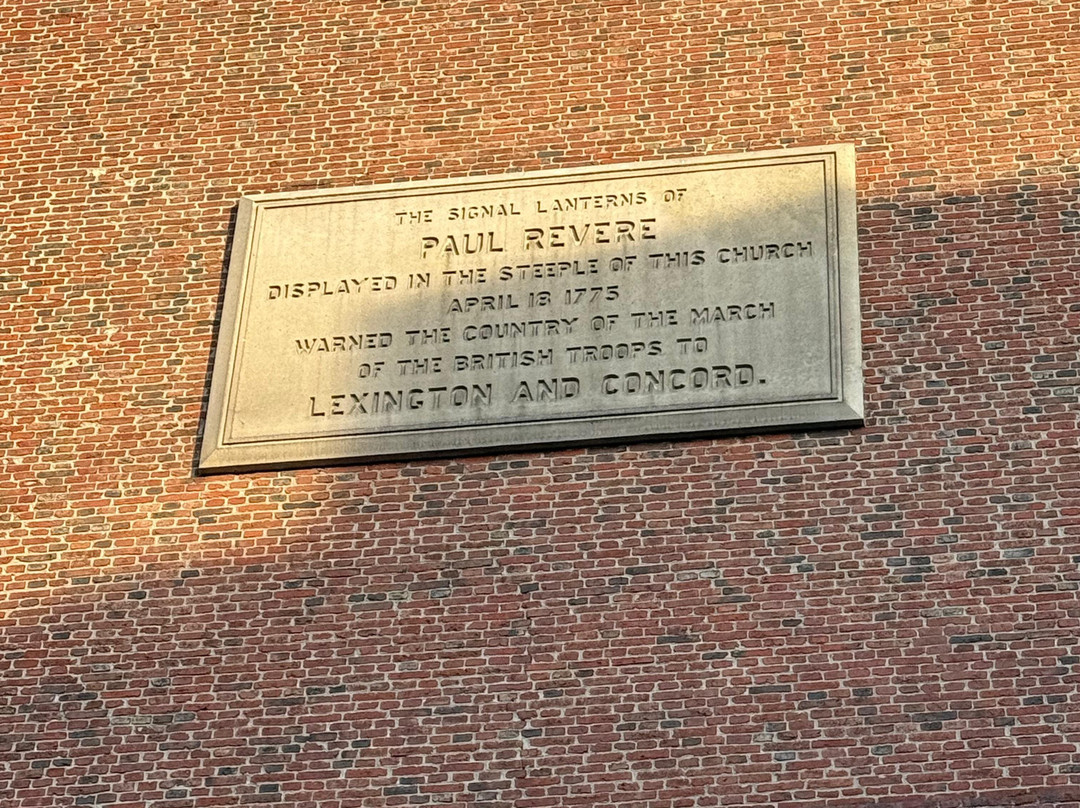 THE SIGNAL LANTERNS OF
PAUL REVERE
DISPLAYED IN THE STEEPLE OF THIS CHURCH
APRIL 18 1775
WARNED THE COUNTRY OF THE MARCH
OF THE BRITISH TROOPS TO
LEXINGTON AND CONCORD.